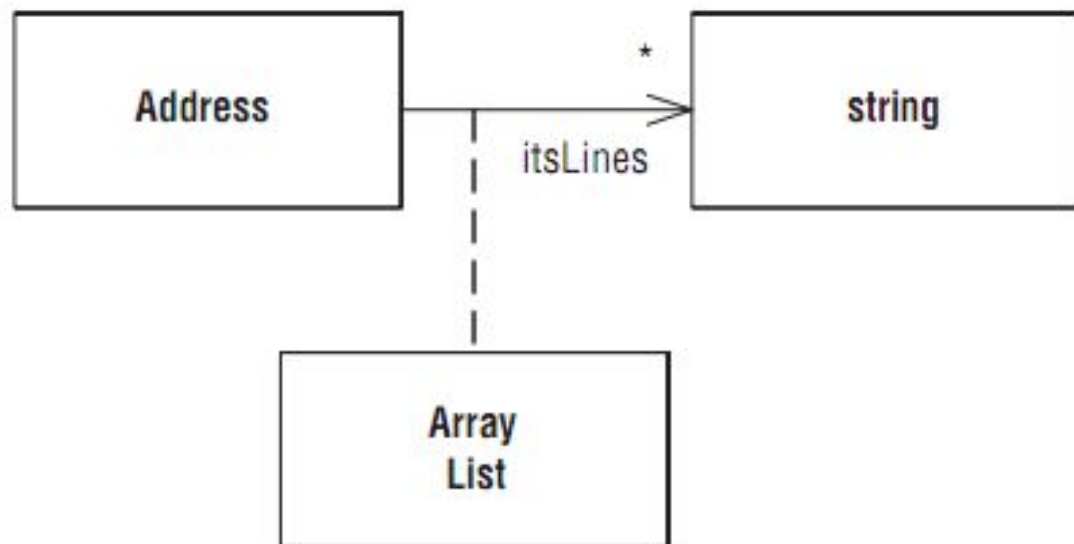 Address
*
string
itsLines
Array
List